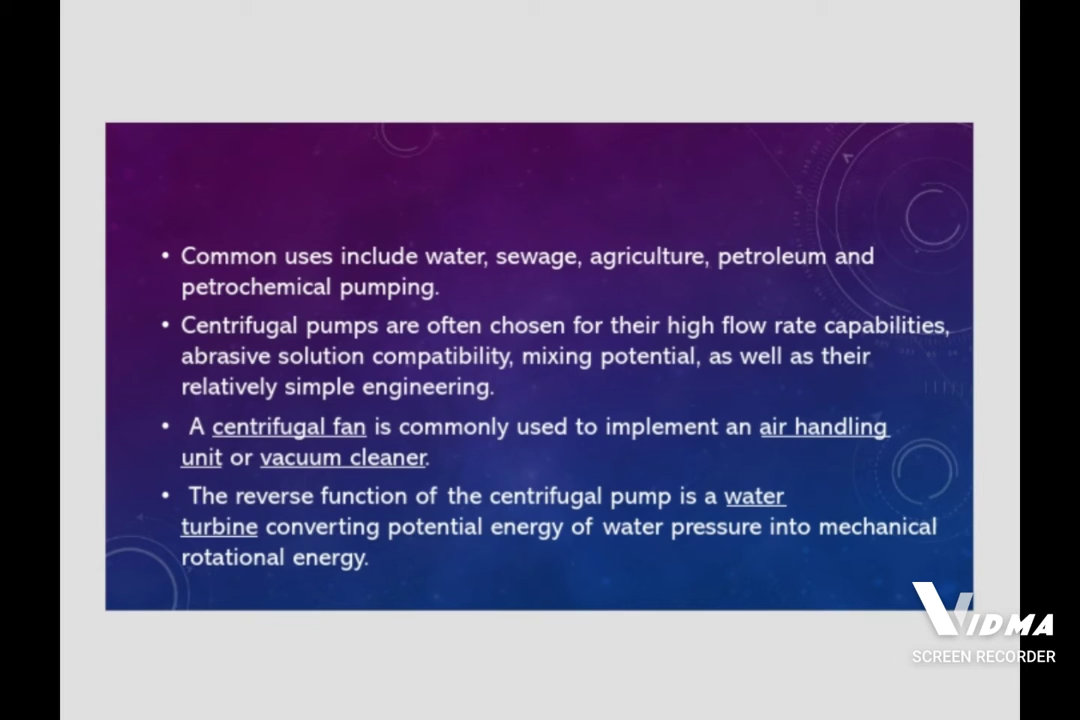 • Common uses include water, sewage, agriculture, petroleum and
petrochemical pumping.
• Centrifugal pumps are often chosen for their high flow rate capabilities,
abrasive solution compatibility, mixing potential, as well as their
relatively simple engineering.
• A centrifugal fan is commonly used to implement an air handling
unit or vacuum cleaner.
• The reverse function of the centrifugal pump is a water
turbine converting potential energy of water pressure into mechanical
rotational energy.
VIDMA
SCREEN RECORDER